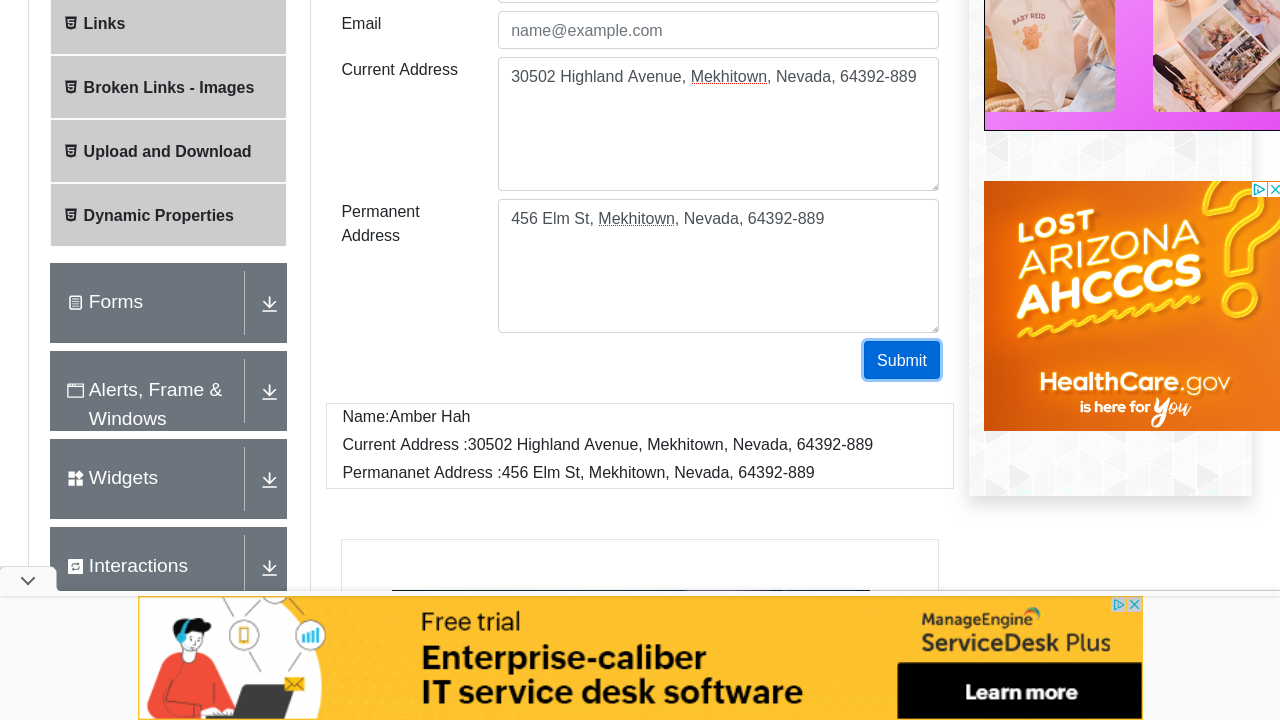 Links
Broken Links - Images
Upload and Download
Dynamic Properties
Forms
Alerts, Frame &
Windows
Widgets
Interactions
Email
name@example.com
Current Address
30502 Highland Avenue, Mekhitown, Nevada, 64392-889
Permanent
Address
456 Elm St, Mekhitown, Nevada, 64392-889
Submit
Name:Amber Hah
Current Address :30502 Highland Avenue, Mekhitown, Nevada, 64392-889
Permananet Address :456 Elm St, Mekhitown, Nevada, 64392-889
BABY REID
LOST
ARIZONA
AHCCCS
?
HealthCare.gov
is here for You
Free trial
Enterprise-caliber
IT service desk software
ManageEngine
ServiceDesk Plus
Learn more